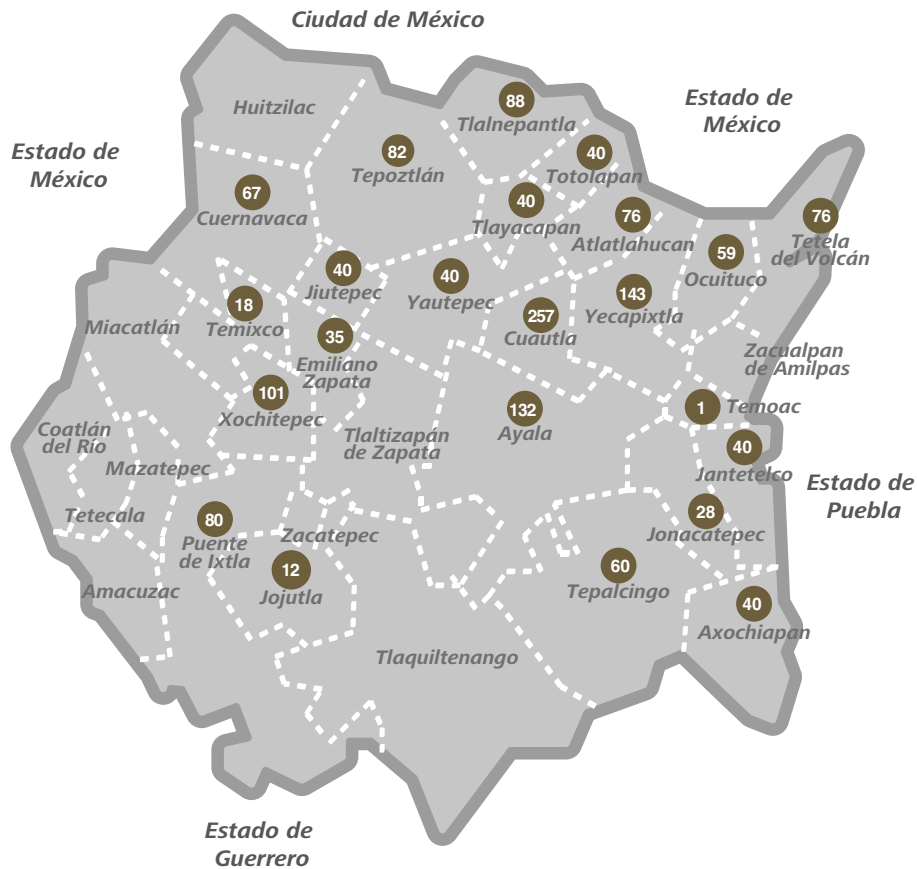 Ciudad de México
Huitzilac
88
Tlalnepantla
Estado de
México
Estado de
México
82
Tepoztlán
40
Totolapan
67
Cuernavaca
40
Tlayacapan
76
Atlatlahucan
76
Tetela
del Volcán
59
Ocuituco
40
Jiutepec
40
Yautepec
143
Yecapixtla
18
Temixco
Miacatlán
257
Cuautla
35
Emiliano
Zapata
Zacualpan
de Amilpas
101
Xochitepec
132
Ayala
1
Temoac
Coatlán
del Río
Tlaltizapán
de Zapata
40
Jantetelco
Mazatepec
Estado de
Puebla
Tetecala
80
Puente
de Ixtla
Zacatepec
28
Jonacatepec
12
Jojutla
60
Tepalcingo
Amacuzac
40
Axochiapan
Tlaquiltenango
Estado de
Guerrero